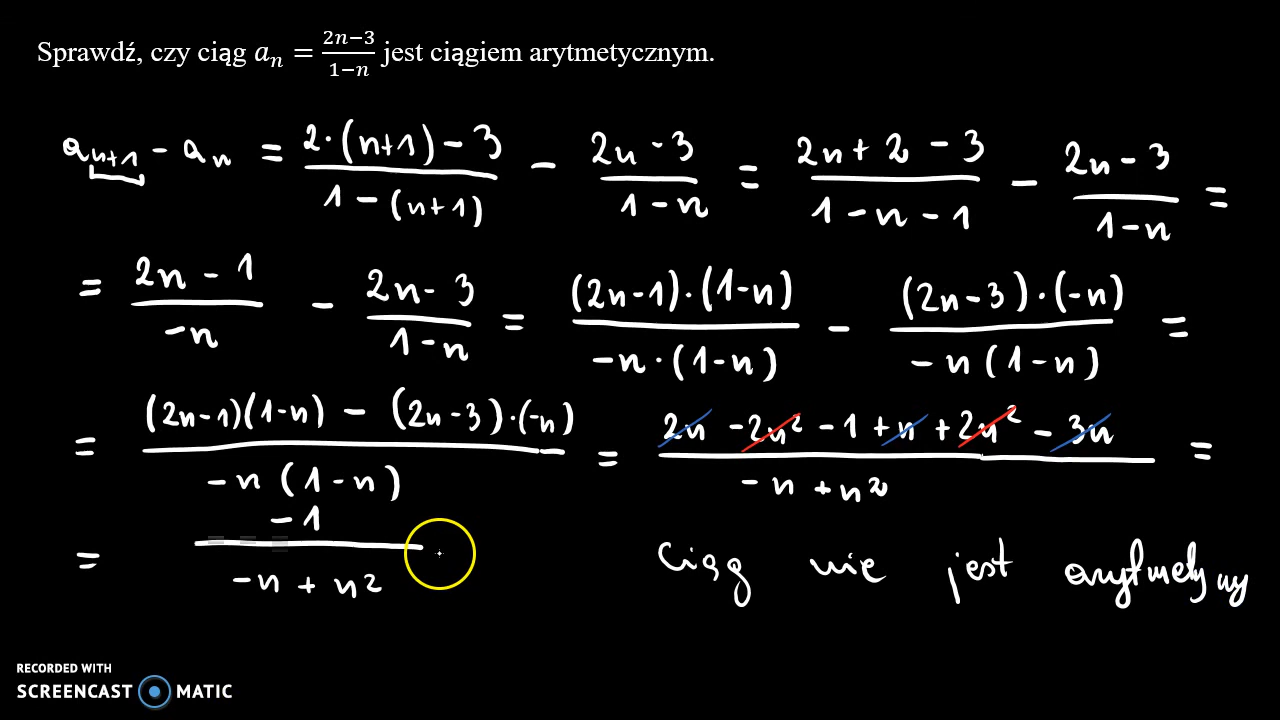 Sprawdź, czy ciąg aₙ = (2n−3)/(1−n) jest ciągiem arytmetycznym.
aₙ₊₁ - aₙ = (2·(n+1) - 3)/(1 - (n+1)) - (2n - 3)/(1 - n) = (2n + 2 - 3)/(1 - n - 1) - (2n - 3)/(1 - n) =
= (2n - 1)/(-n) - (2n - 3)/(1 - n) = ((2n-1)·(1-n))/(-n·(1-n)) - ((2n-3)·(-n))/(-n(1-n)) =
= ((2n-1)(1-n) - (2n-3)·(-n))/(-n(1-n)) = (2n - 2n² - 1 + n + 2n² - 3n)/(-n + n²) =
= (-1)/(-n + n²)
Ciąg nie jest arytmetyczny
RECORDED WITH
SCREENCAST MATIC